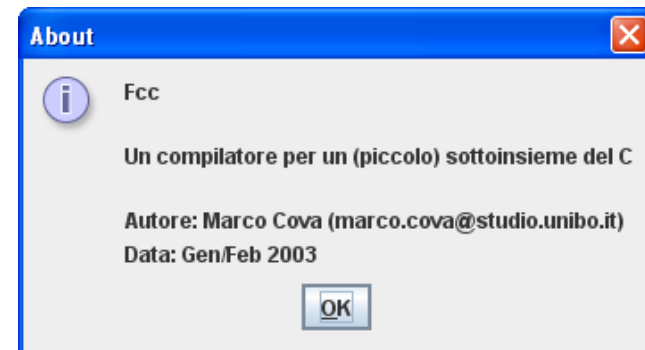 About
Fcc
Un compilatore per un (piccolo) sottoinsieme del C
Autore: Marco Cova (marco.cova@studio.unibo.it)
Data: Gen/Feb 2003
OK